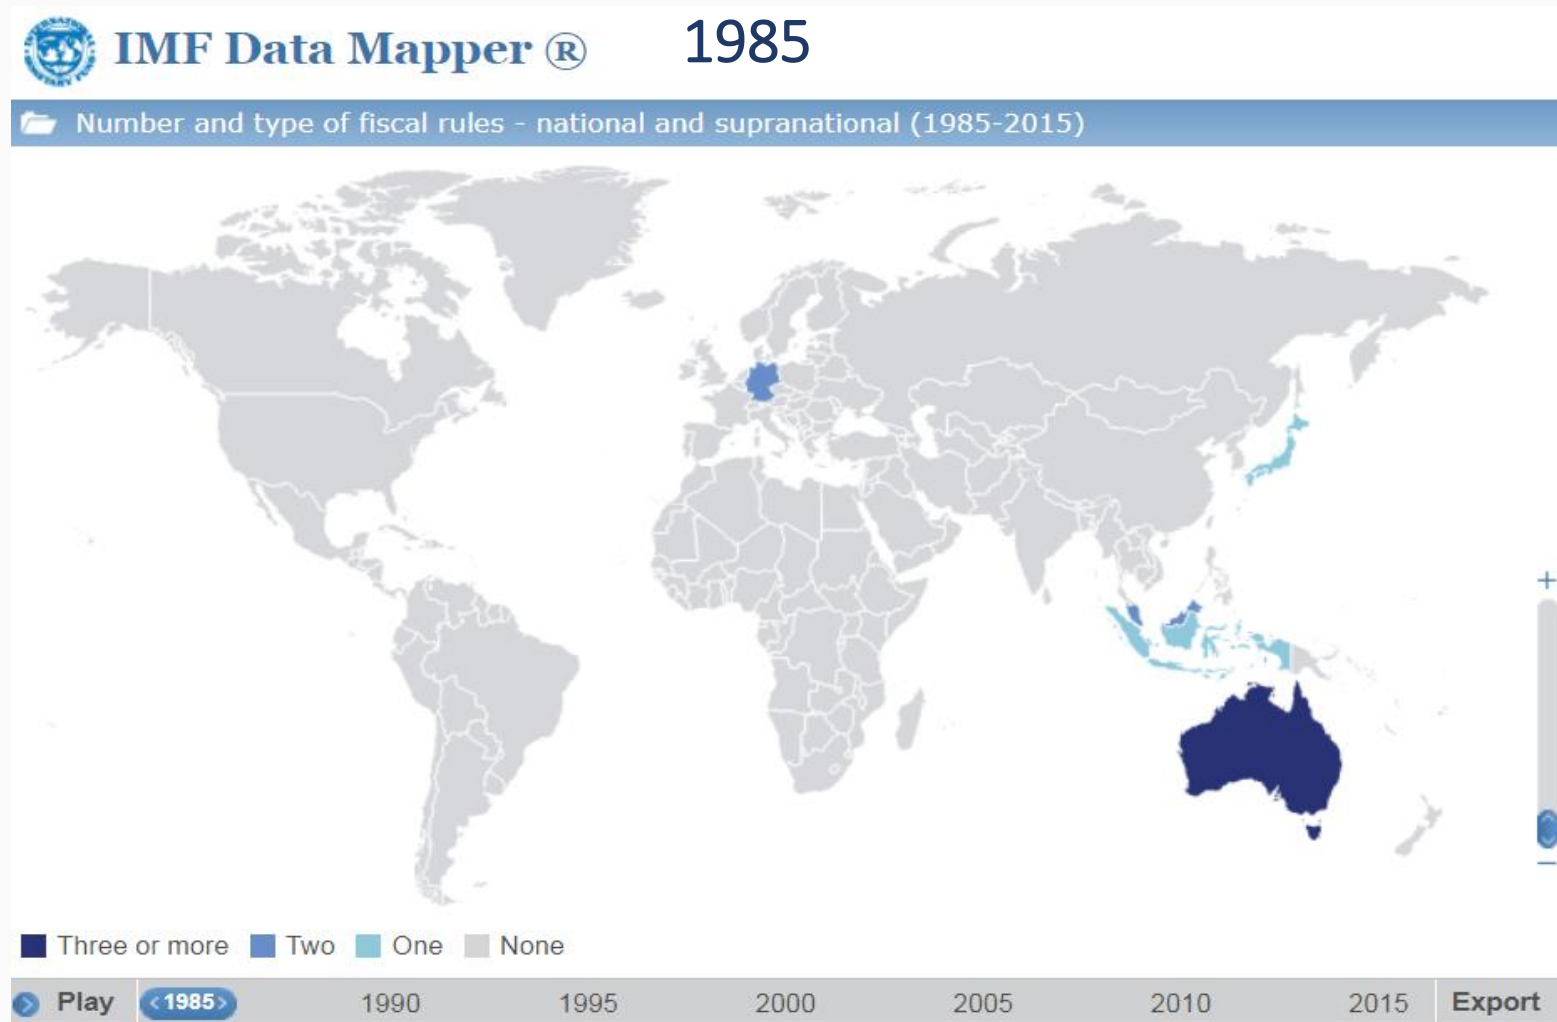 IMF Data Mapper ® 1985
Number and type of fiscal rules - national and supranational (1985-2015)
+
−
Three or more Two One None
Play <1985> 1990 1995 2000 2005 2010 2015 Export